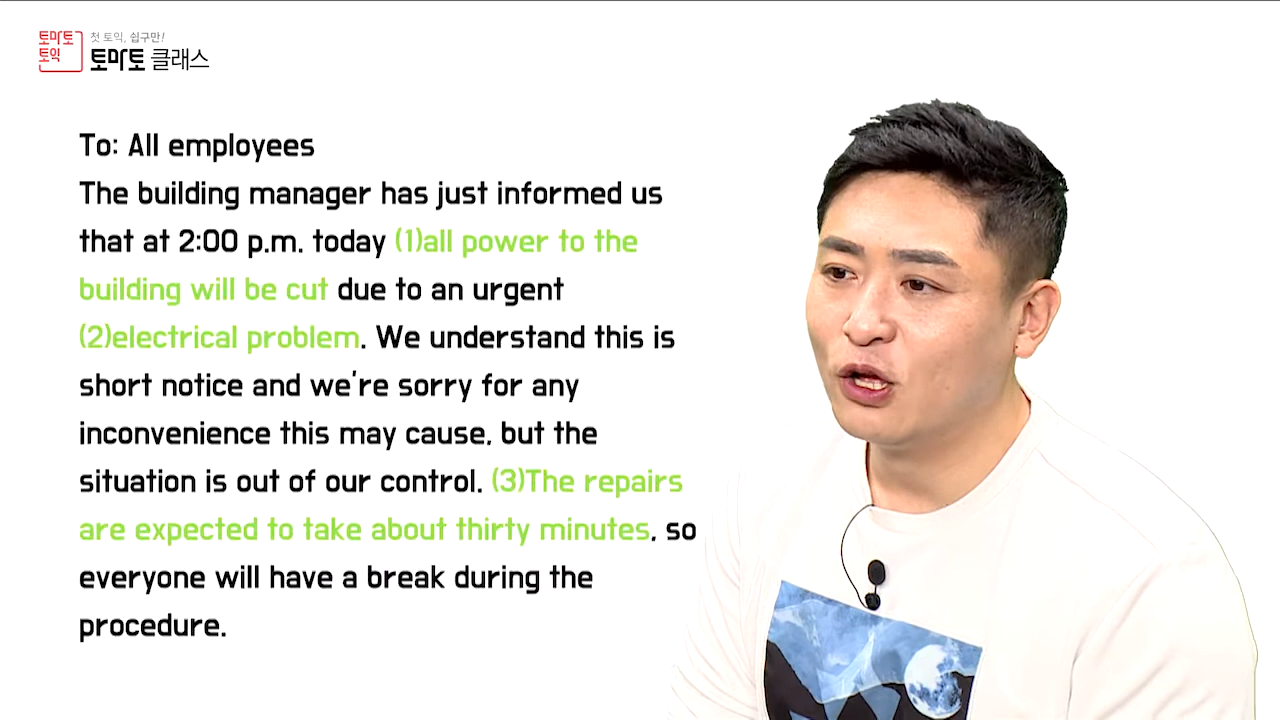 토마토
토익
첫 토익, 쉽구만!
토마토 클래스
To: All employees
The building manager has just informed us
that at 2:00 p.m. today (1)all power to the
building will be cut due to an urgent
(2)electrical problem. We understand this is
short notice and we're sorry for any
inconvenience this may cause, but the
situation is out of our control. (3)The repairs
are expected to take about thirty minutes, so
everyone will have a break during the
procedure.